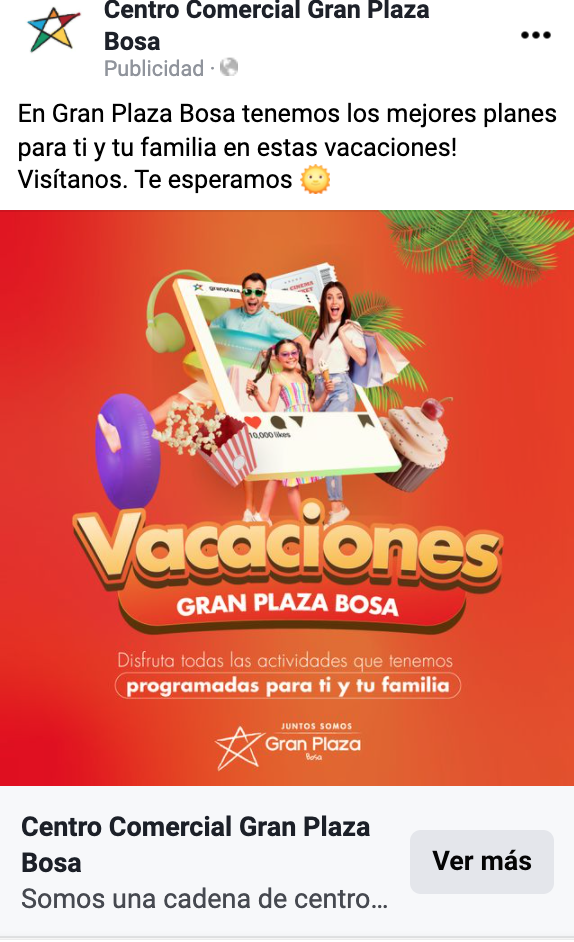 Centro Comercial Gran Plaza
Bosa
Publicidad ·
En Gran Plaza Bosa tenemos los mejores planes
para ti y tu familia en estas vacaciones!
Visítanos. Te esperamos 🌞
granplaza
CINEMA
10,000 likes
Vacaciones
GRAN PLAZA BOSA
Disfruta todas las actividades que tenemos
programadas para ti y tu familia
JUNTOS SOMOS
Gran Plaza
Bosa
Centro Comercial Gran Plaza
Bosa
Somos una cadena de centro...
Ver más